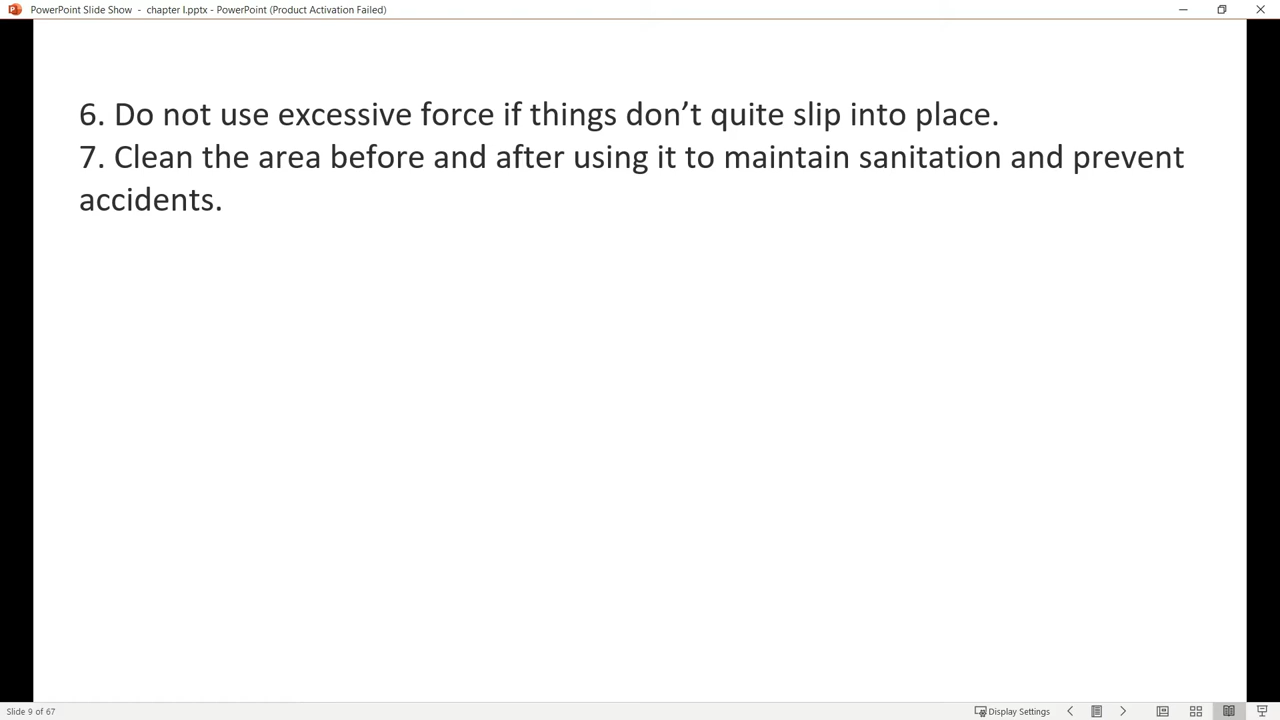 PowerPoint Slide Show - chapter I.pptx - PowerPoint (Product Activation Failed)
6. Do not use excessive force if things don’t quite slip into place.
7. Clean the area before and after using it to maintain sanitation and prevent
accidents.
Slide 9 of 67
Display Settings